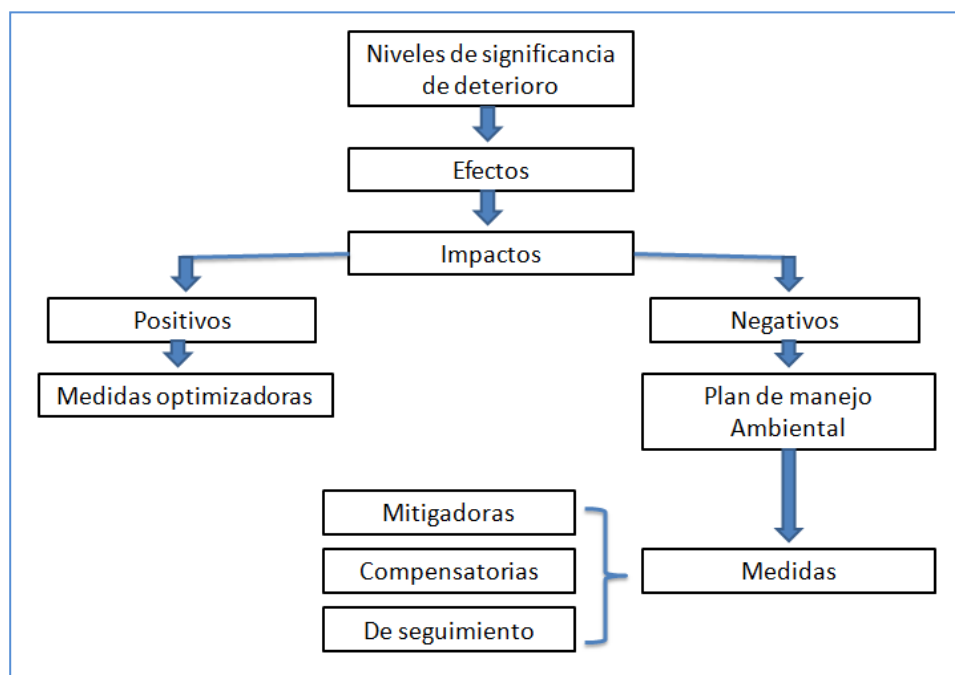 Niveles de significancia
de deterioro
Efectos
Impactos
Positivos
Negativos
Medidas optimizadoras
Plan de manejo
Ambiental
Mitigadoras
Compensatorias
Medidas
De seguimiento